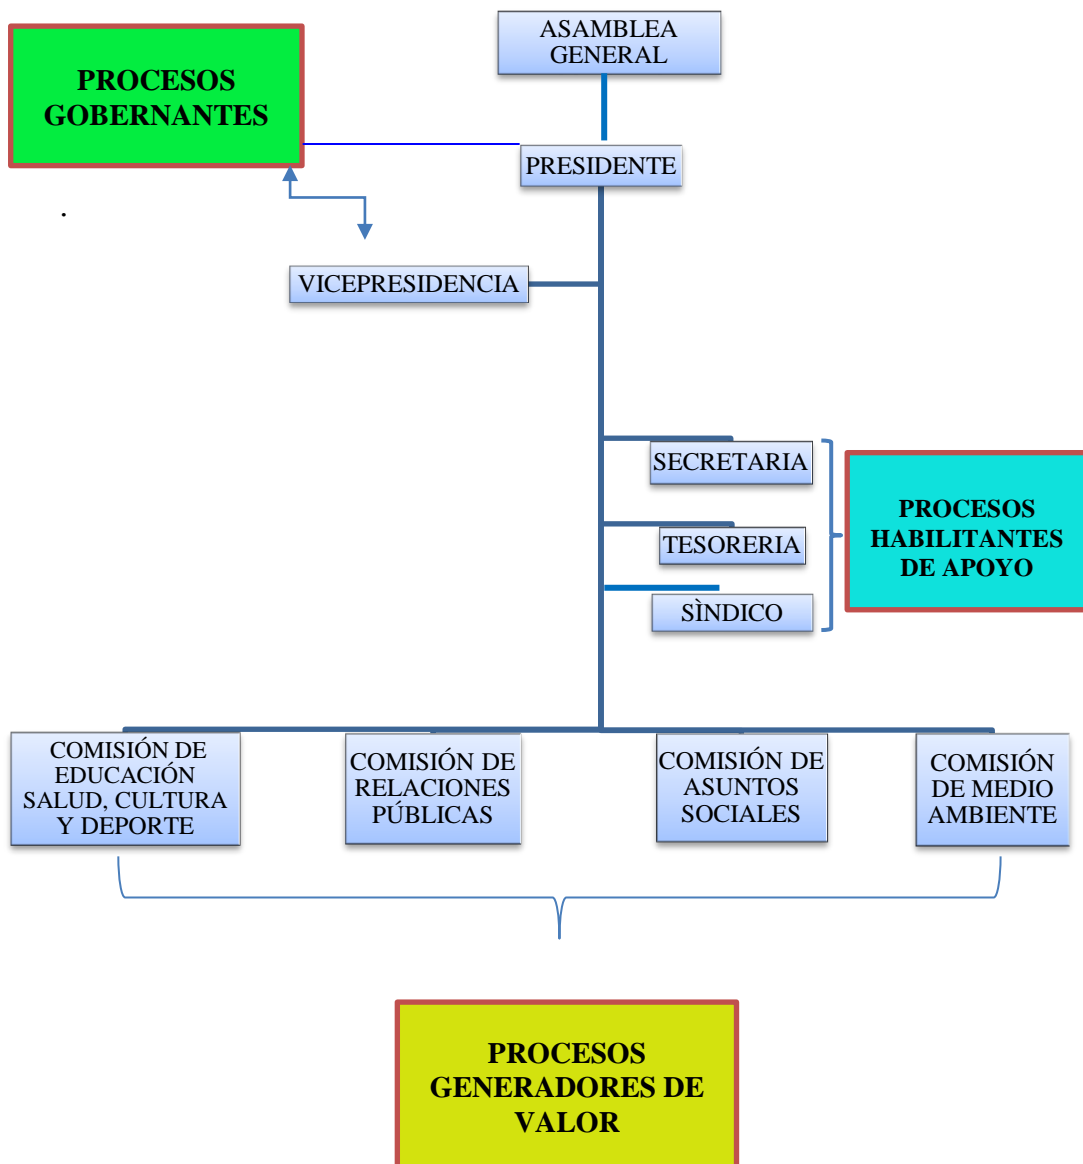 ASAMBLEA
GENERAL
PROCESOS
GOBERNANTES
PRESIDENTE
.
VICEPRESIDENCIA
SECRETARIA
TESORERIA
SÌNDICO
PROCESOS
HABILITANTES
DE APOYO
COMISIÓN DE
EDUCACIÓN
SALUD, CULTURA
Y DEPORTE
COMISIÓN DE
RELACIONES
PÚBLICAS
COMISIÓN DE
ASUNTOS
SOCIALES
COMISIÓN
DE MEDIO
AMBIENTE
PROCESOS
GENERADORES DE
VALOR